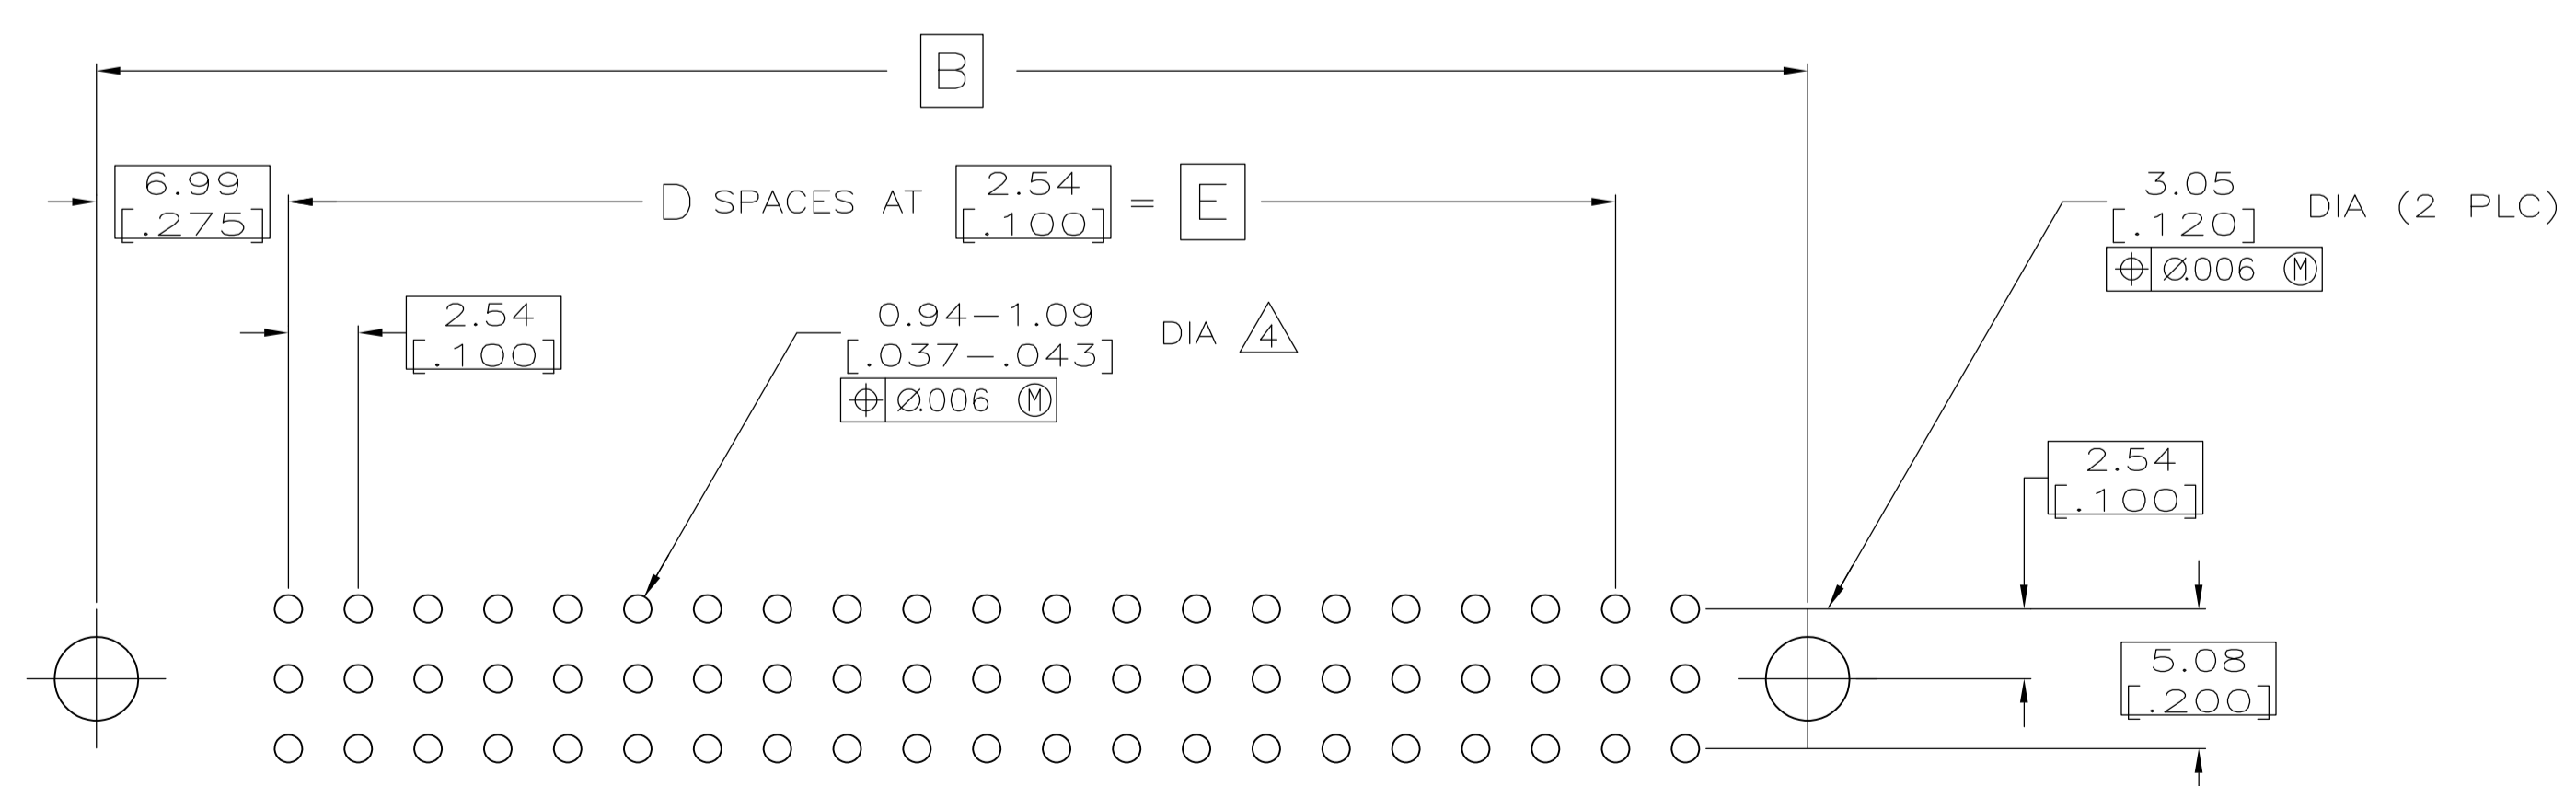 B
6.99
[.275]
D SPACES AT 2.54 [.100] = E
3.05
[.120]
DIA (2 PLC)
⌖ Ø.006 Ⓜ
2.54
[.100]
0.94-1.09
[.037-.043]
DIA 4
⌖ Ø.006 Ⓜ
2.54
[.100]
5.08
[.200]